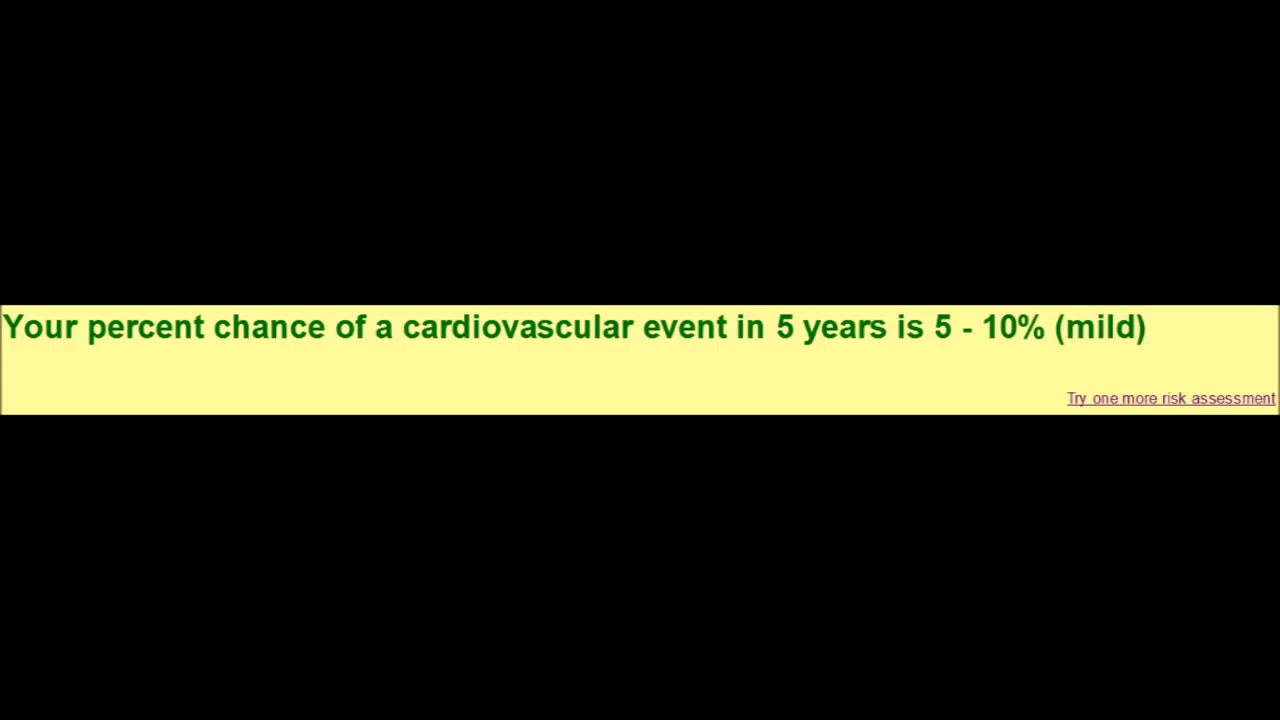 Your percent chance of a cardiovascular event in 5 years is 5 - 10% (mild)
Try one more risk assessment